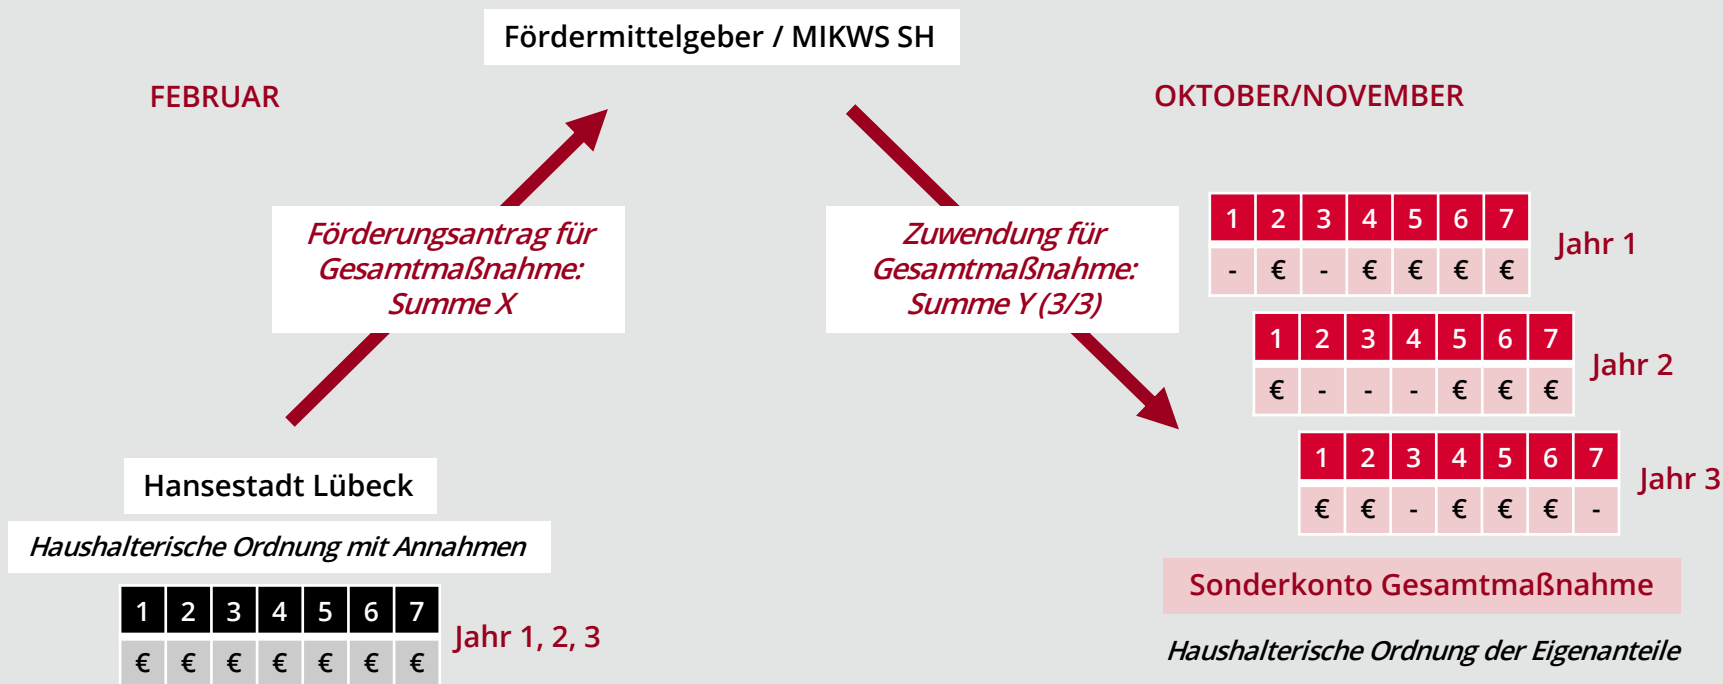 Fördermittelgeber / MIKWS SH
FEBRUAR
OKTOBER/NOVEMBER
Förderungsantrag für
Gesamtmaßnahme:
Summe X
Zuwendung für
Gesamtmaßnahme:
Summe Y (3/3)
1 2 3 4 5 6 7
- € - € € € €
Jahr 1
1 2 3 4 5 6 7
€ - - - € € €
Jahr 2
1 2 3 4 5 6 7
€ € - € € € -
Jahr 3
Hansestadt Lübeck
Haushalterische Ordnung mit Annahmen
1 2 3 4 5 6 7
€ € € € € € €
Jahr 1, 2, 3
Sonderkonto Gesamtmaßnahme
Haushalterische Ordnung der Eigenanteile